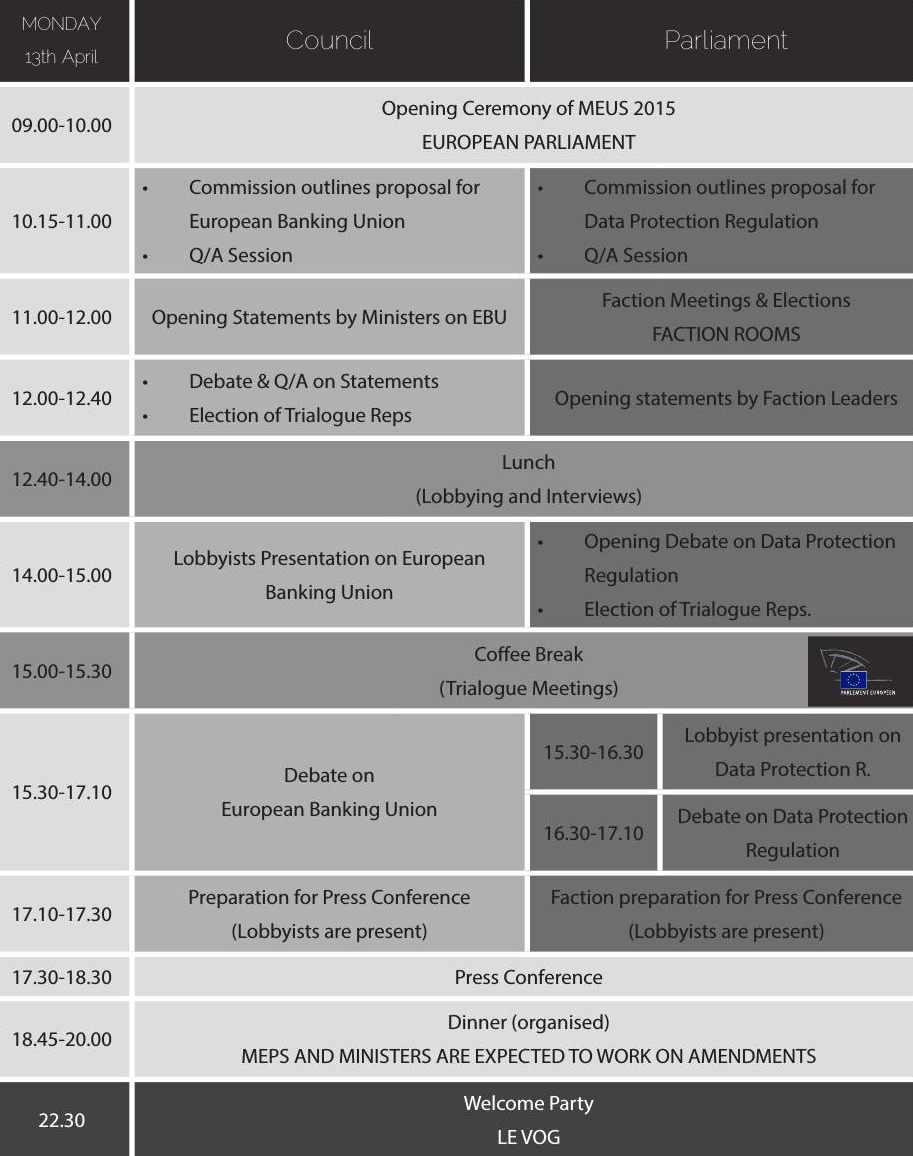 MONDAY
13th April
Council
Parliament
09.00-10.00
Opening Ceremony of MEUS 2015
EUROPEAN PARLIAMENT
10.15-11.00
• Commission outlines proposal for
European Banking Union
• Q/A Session
• Commission outlines proposal for
Data Protection Regulation
• Q/A Session
11.00-12.00
Opening Statements by Ministers on EBU
Faction Meetings & Elections
FACTION ROOMS
12.00-12.40
• Debate & Q/A on Statements
• Election of Trialogue Reps
Opening statements by Faction Leaders
12.40-14.00
Lunch
(Lobbying and Interviews)
14.00-15.00
Lobbyists Presentation on European
Banking Union
• Opening Debate on Data Protection
Regulation
• Election of Trialogue Reps.
15.00-15.30
Coffee Break
(Trialogue Meetings)
PARLEMENT EUROPÉEN
15.30-17.10
Debate on
European Banking Union
15.30-16.30
Lobbyist presentation on
Data Protection R.
16.30-17.10
Debate on Data Protection
Regulation
17.10-17.30
Preparation for Press Conference
(Lobbyists are present)
Faction preparation for Press Conference
(Lobbyists are present)
17.30-18.30
Press Conference
18.45-20.00
Dinner (organised)
MEPS AND MINISTERS ARE EXPECTED TO WORK ON AMENDMENTS
22.30
Welcome Party
LE VOG